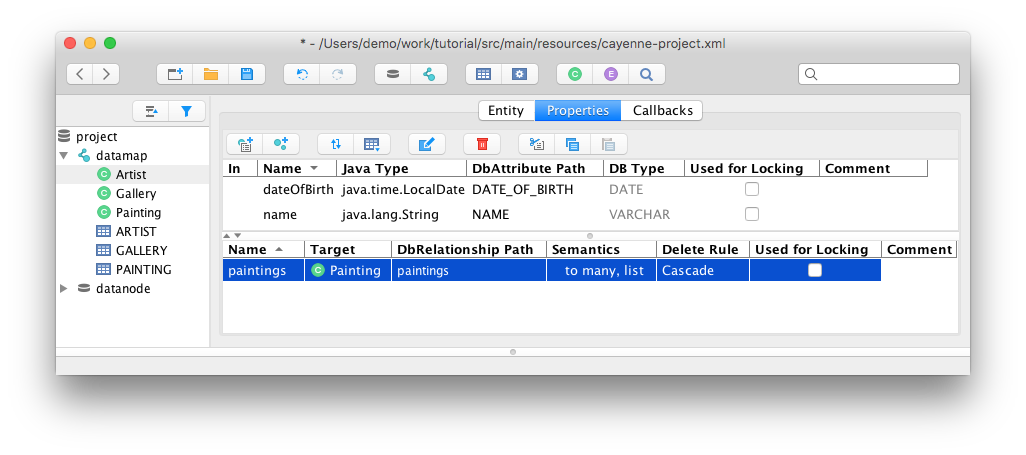 * – /Users/demo/work/tutorial/src/main/resources/cayenne-project.xml
C E
Entity Properties Callbacks
project
datamap
C Artist
C Gallery
C Painting
ARTIST
GALLERY
PAINTING
datanode
In Name Java Type DbAttribute Path DB Type Used for Locking Comment
dateOfBirth java.time.LocalDate DATE_OF_BIRTH DATE
name java.lang.String NAME VARCHAR
Name Target DbRelationship Path Semantics Delete Rule Used for Locking Comment
paintings C Painting paintings to many, list Cascade